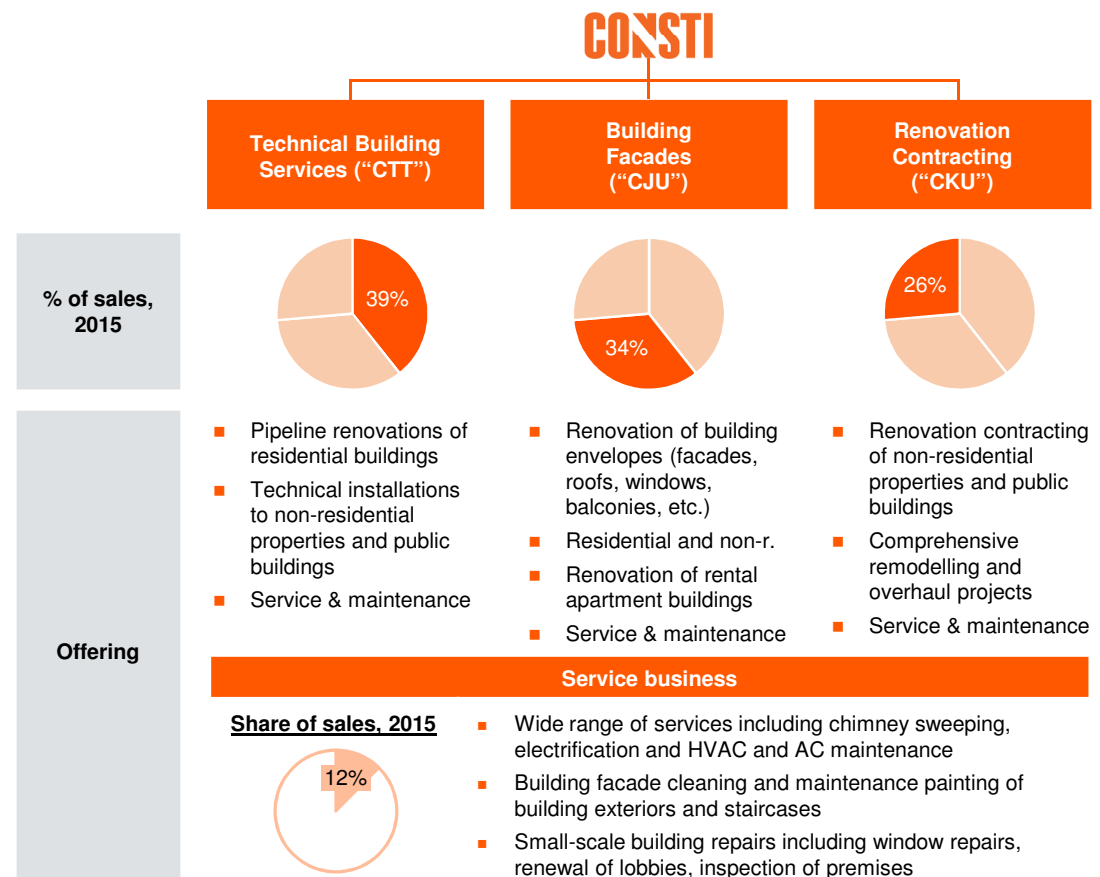 CONSTI
Technical Building
Services (“CTT”)
Building
Facades
(“CJU”)
Renovation
Contracting
(“CKU”)
% of sales,
2015
39%
34%
26%
Offering
Pipeline renovations of
residential buildings
Technical installations
to non-residential
properties and public
buildings
Service & maintenance
Renovation of building
envelopes (facades,
roofs, windows,
balconies, etc.)
Residential and non-r.
Renovation of rental
apartment buildings
Service & maintenance
Renovation contracting
of non-residential
properties and public
buildings
Comprehensive
remodelling and
overhaul projects
Service & maintenance
Service business
Share of sales, 2015
12%
Wide range of services including chimney sweeping,
electrification and HVAC and AC maintenance
Building facade cleaning and maintenance painting of
building exteriors and staircases
Small-scale building repairs including window repairs,
renewal of lobbies, inspection of premises